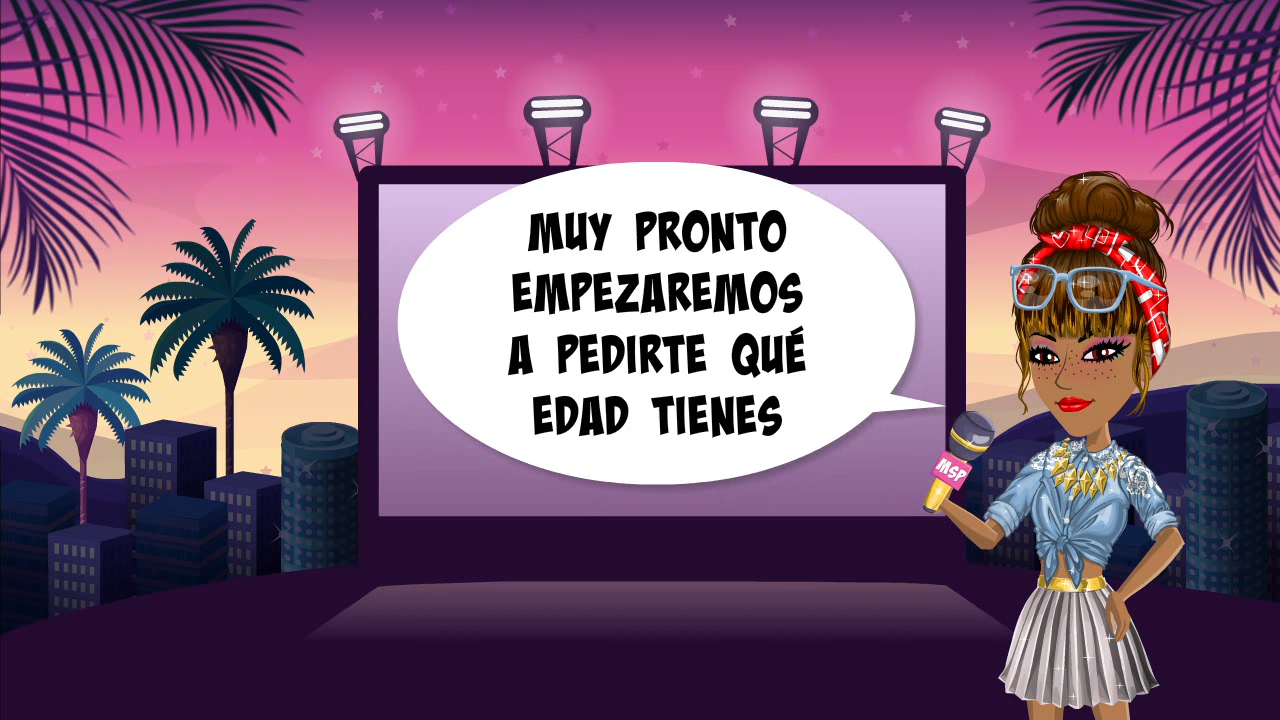 MUY PRONTO
EMPEZAREMOS
A PEDIRTE QUÉ
EDAD TIENES
MSP